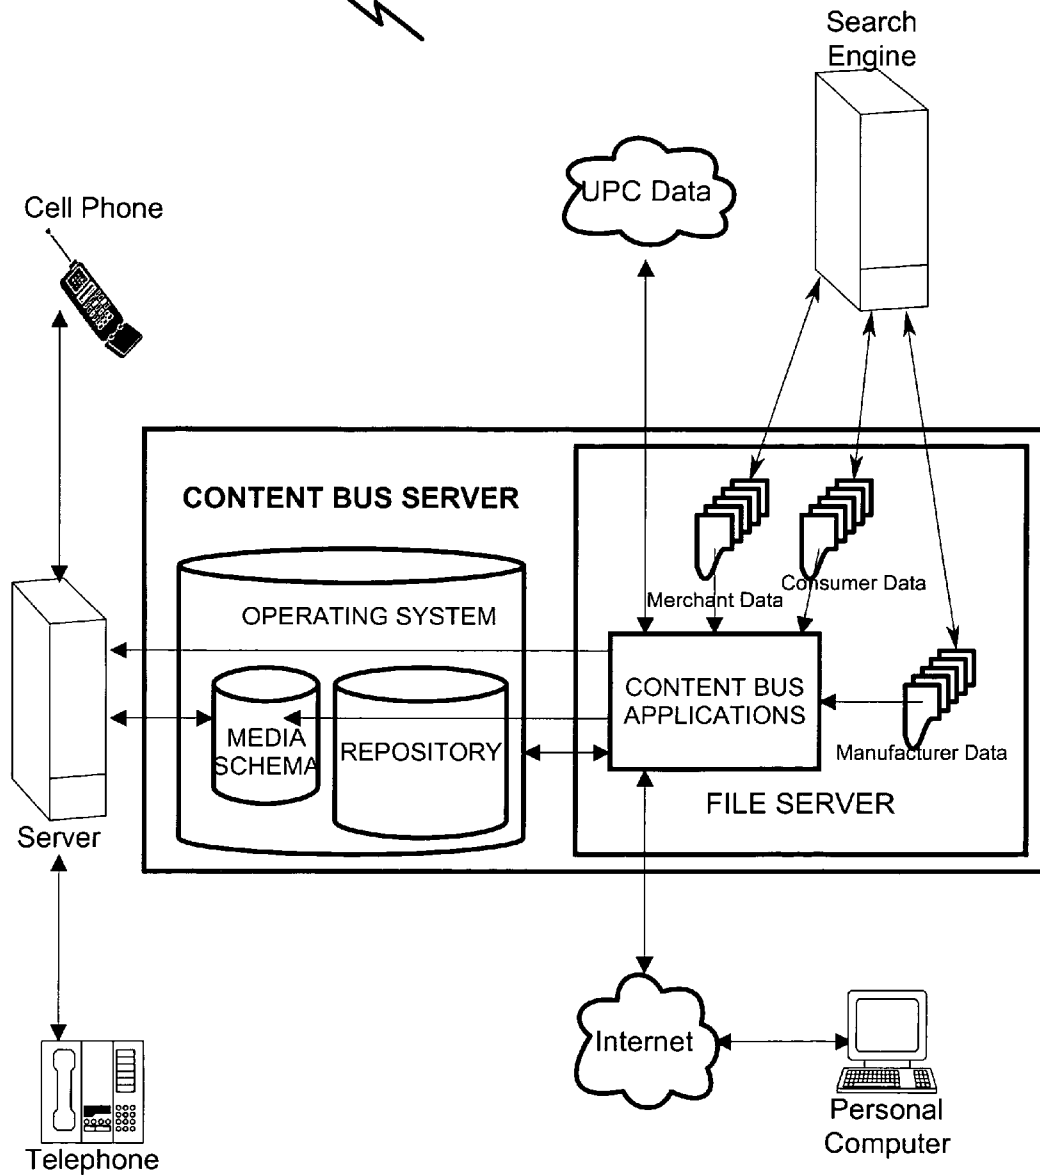 Search
Engine
UPC Data
Cell Phone
CONTENT BUS SERVER
OPERATING SYSTEM
Merchant Data
Consumer Data
CONTENT BUS
APPLICATIONS
MEDIA
SCHEMA
REPOSITORY
Manufacturer Data
FILE SERVER
Server
Internet
Personal
Computer
Telephone